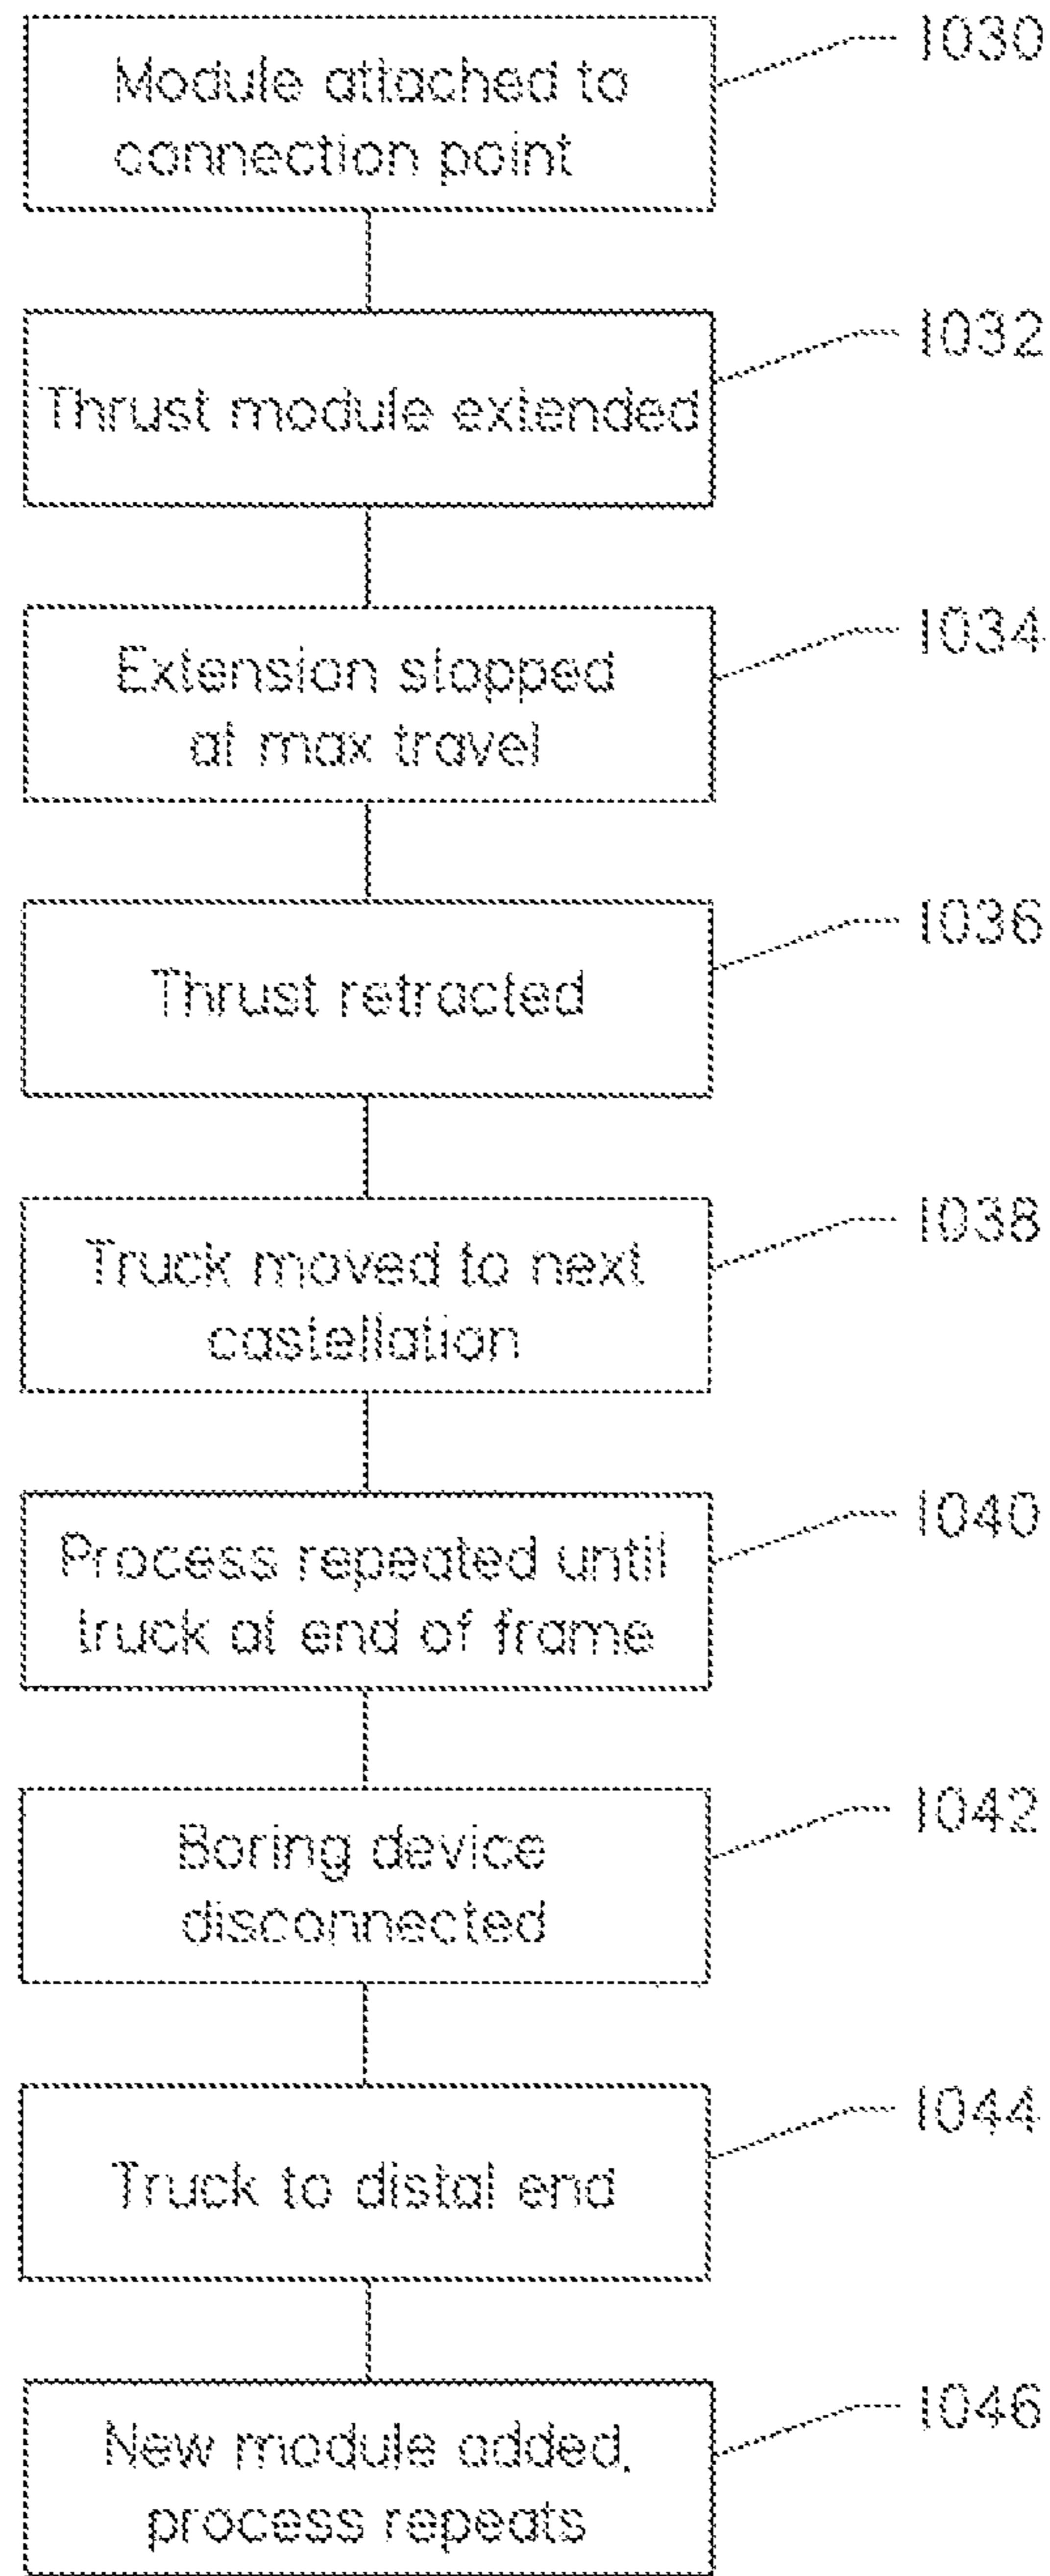 Module attached to
connection point
1030
Thrust module extended
1032
Extension stopped
at max travel
1034
Thrust retracted
1036
Truck moved to next
castellation
1038
Process repeated until
truck at end of frame
1040
Boring device
disconnected
1042
Truck to distal end
1044
New module added,
process repeats
1046